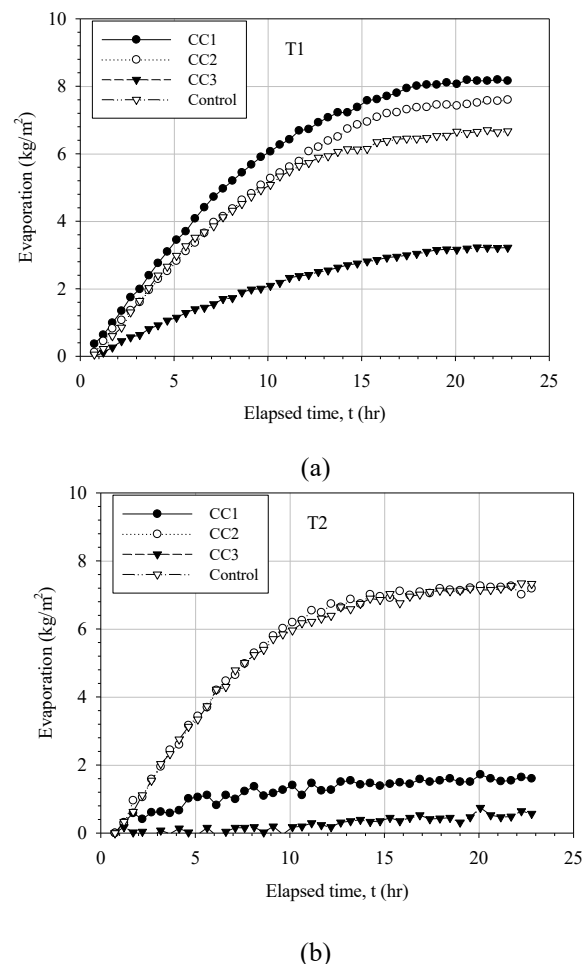 T1
CC1
CC2
CC3
Control
Evaporation (kg/m²)
10
8
6
4
2
0
0 5 10 15 20 25
Elapsed time, t (hr)
(a)
T2
CC1
CC2
CC3
Control
Evaporation (kg/m²)
10
8
6
4
2
0
0 5 10 15 20 25
Elapsed time, t (hr)
(b)